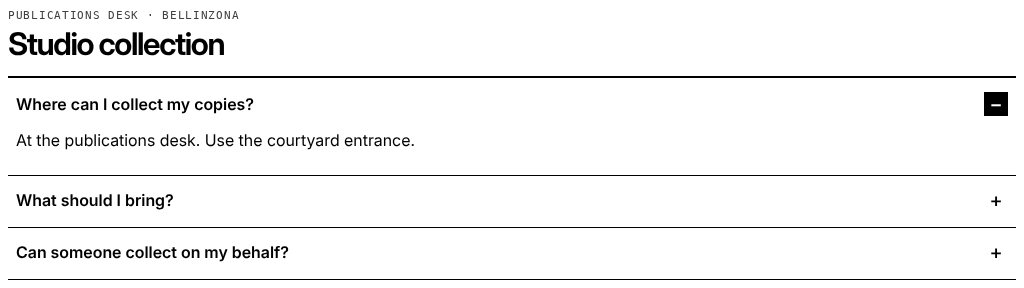 PUBLICATIONS DESK · BELLINZONA
Studio collection
Where can I collect my copies? −
At the publications desk. Use the courtyard entrance.
What should I bring? +
Can someone collect on my behalf? +